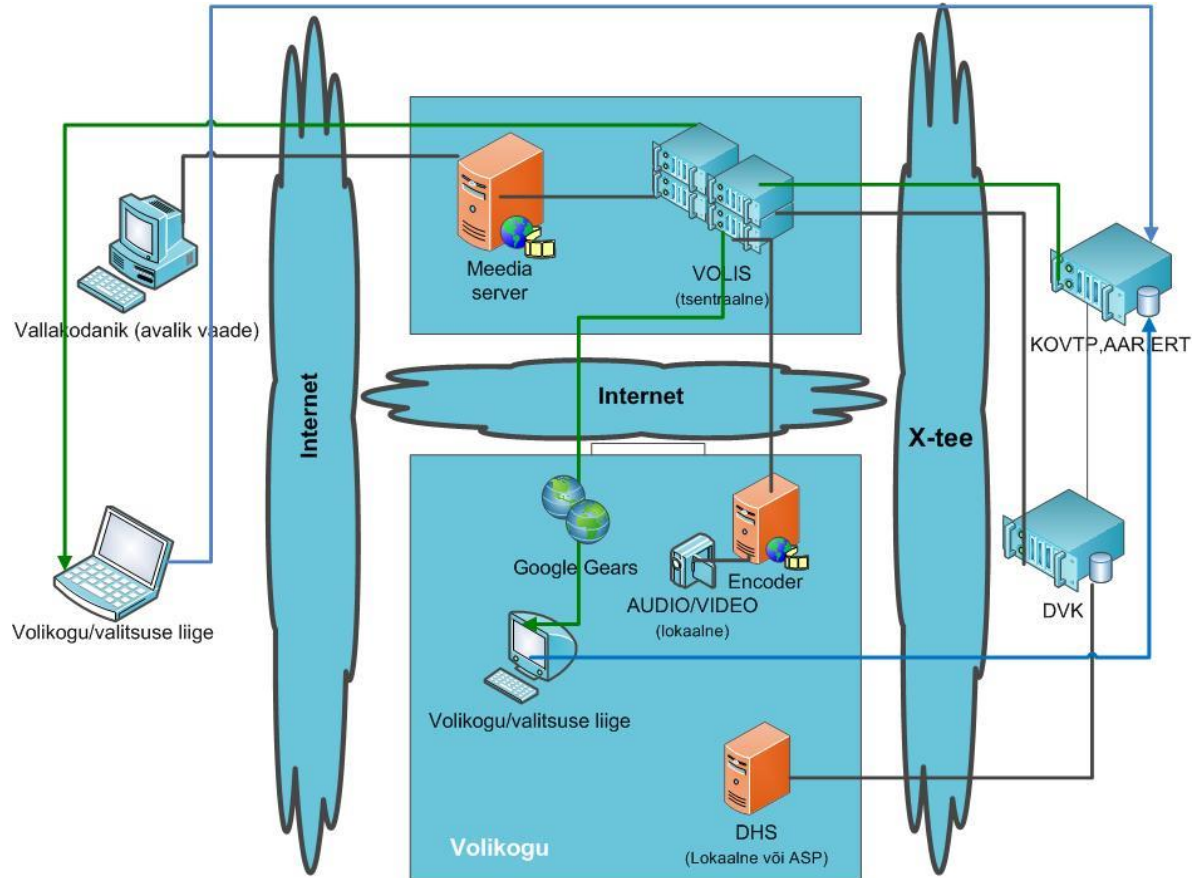 Meedia
server
VOLIS
(tsentraalne)
Vallakodanik (avalik vaade)
KOVTP,AAR,ERT
Internet
Internet
X-tee
Google Gears
Encoder
AUDIO/VIDEO
(lokaalne)
DVK
Volikogu/valitsuse liige
Volikogu/valitsuse liige
DHS
(Lokaalne või ASP)
Volikogu